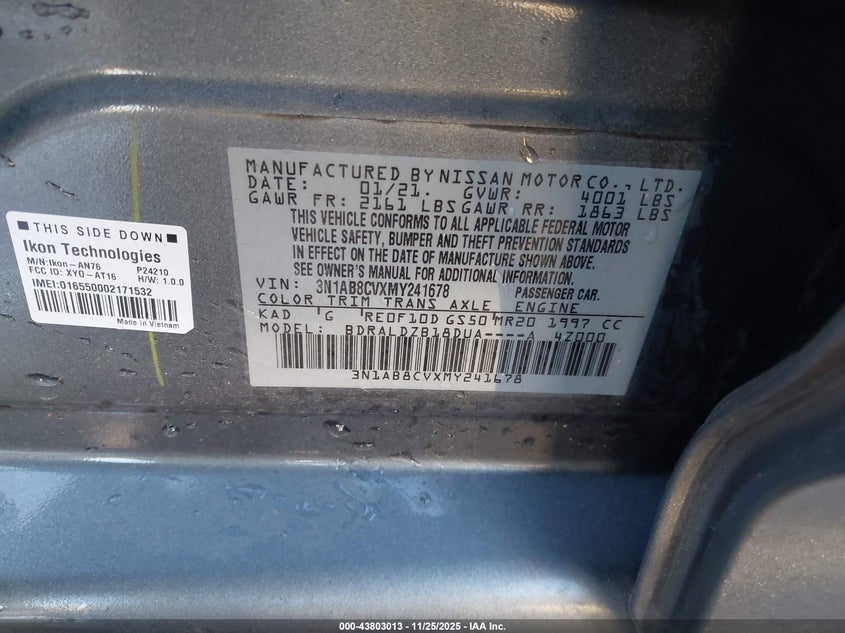 MANUFACTURED BY NISSAN MOTOR CO., LTD.
DATE: 01/21. GVWR: 4001 LBS
GAWR FR: 2161 LBS GAWR RR: 1863 LBS
THIS VEHICLE CONFORMS TO ALL APPLICABLE FEDERAL MOTOR
VEHICLE SAFETY, BUMPER AND THEFT PREVENTION STANDARDS
IN EFFECT ON THE DATE OF MANUFACTURE SHOWN ABOVE.
SEE OWNER'S MANUAL FOR ADDITIONAL INFORMATION.
VIN: 3N1AB8CVXMY241678 PASSENGER CAR.
COLOR TRIM TRANS AXLE ENGINE
KAD G RE0F10D GS50 MR20 1997 CC
MODEL: BDRALDZB18DUA----A 4Z000
3N1AB8CVXMY241678
THIS SIDE DOWN
Ikon Technologies
M/N:Ikon-AN76 P24210
FCC ID: XYO-AT16 H/W: 1.0.0
IMEI:016550002171532
Made in Vietnam
000-43803013 - 11/25/2025 - IAA Inc.